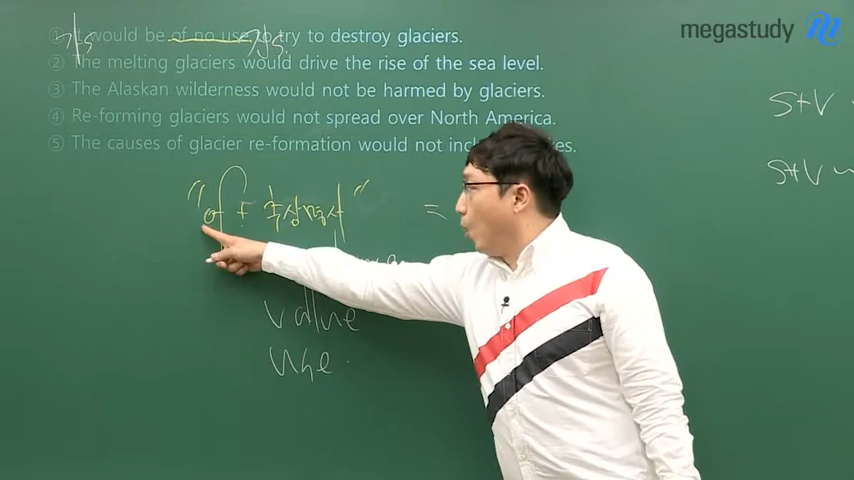 megastudy
① It would be of no use to try to destroy glaciers.
② The melting glaciers would drive the rise of the sea level.
③ The Alaskan wilderness would not be harmed by glaciers.
④ Re-forming glaciers would not spread over North America.
⑤ The causes of glacier re-formation would not
가S 진S.
S+V
S+V
"of + 추상명사" =
value
use